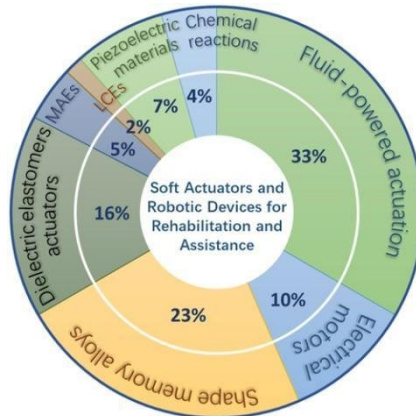 Soft Actuators and
Robotic Devices for
Rehabilitation and
Assistance
Fluid-powered actuation
33%
Electrical
motors
10%
Shape memory alloys
23%
Dielectric elastomers
actuators
16%
MAEs
5%
LCEs
2%
Piezoelectric
materials
7%
Chemical
reactions
4%